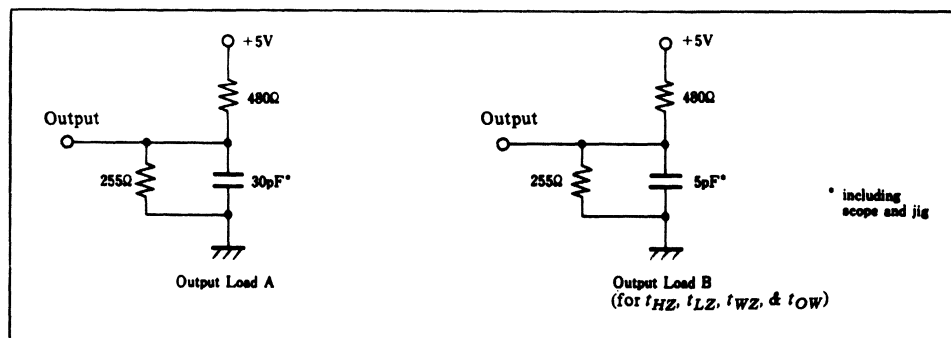 +5V
480Ω
Output
255Ω
30pF*
Output Load A
+5V
480Ω
Output
255Ω
5pF*
Output Load B
(for tHZ, tLZ, tWZ, & tOW)
* including
scope and jig